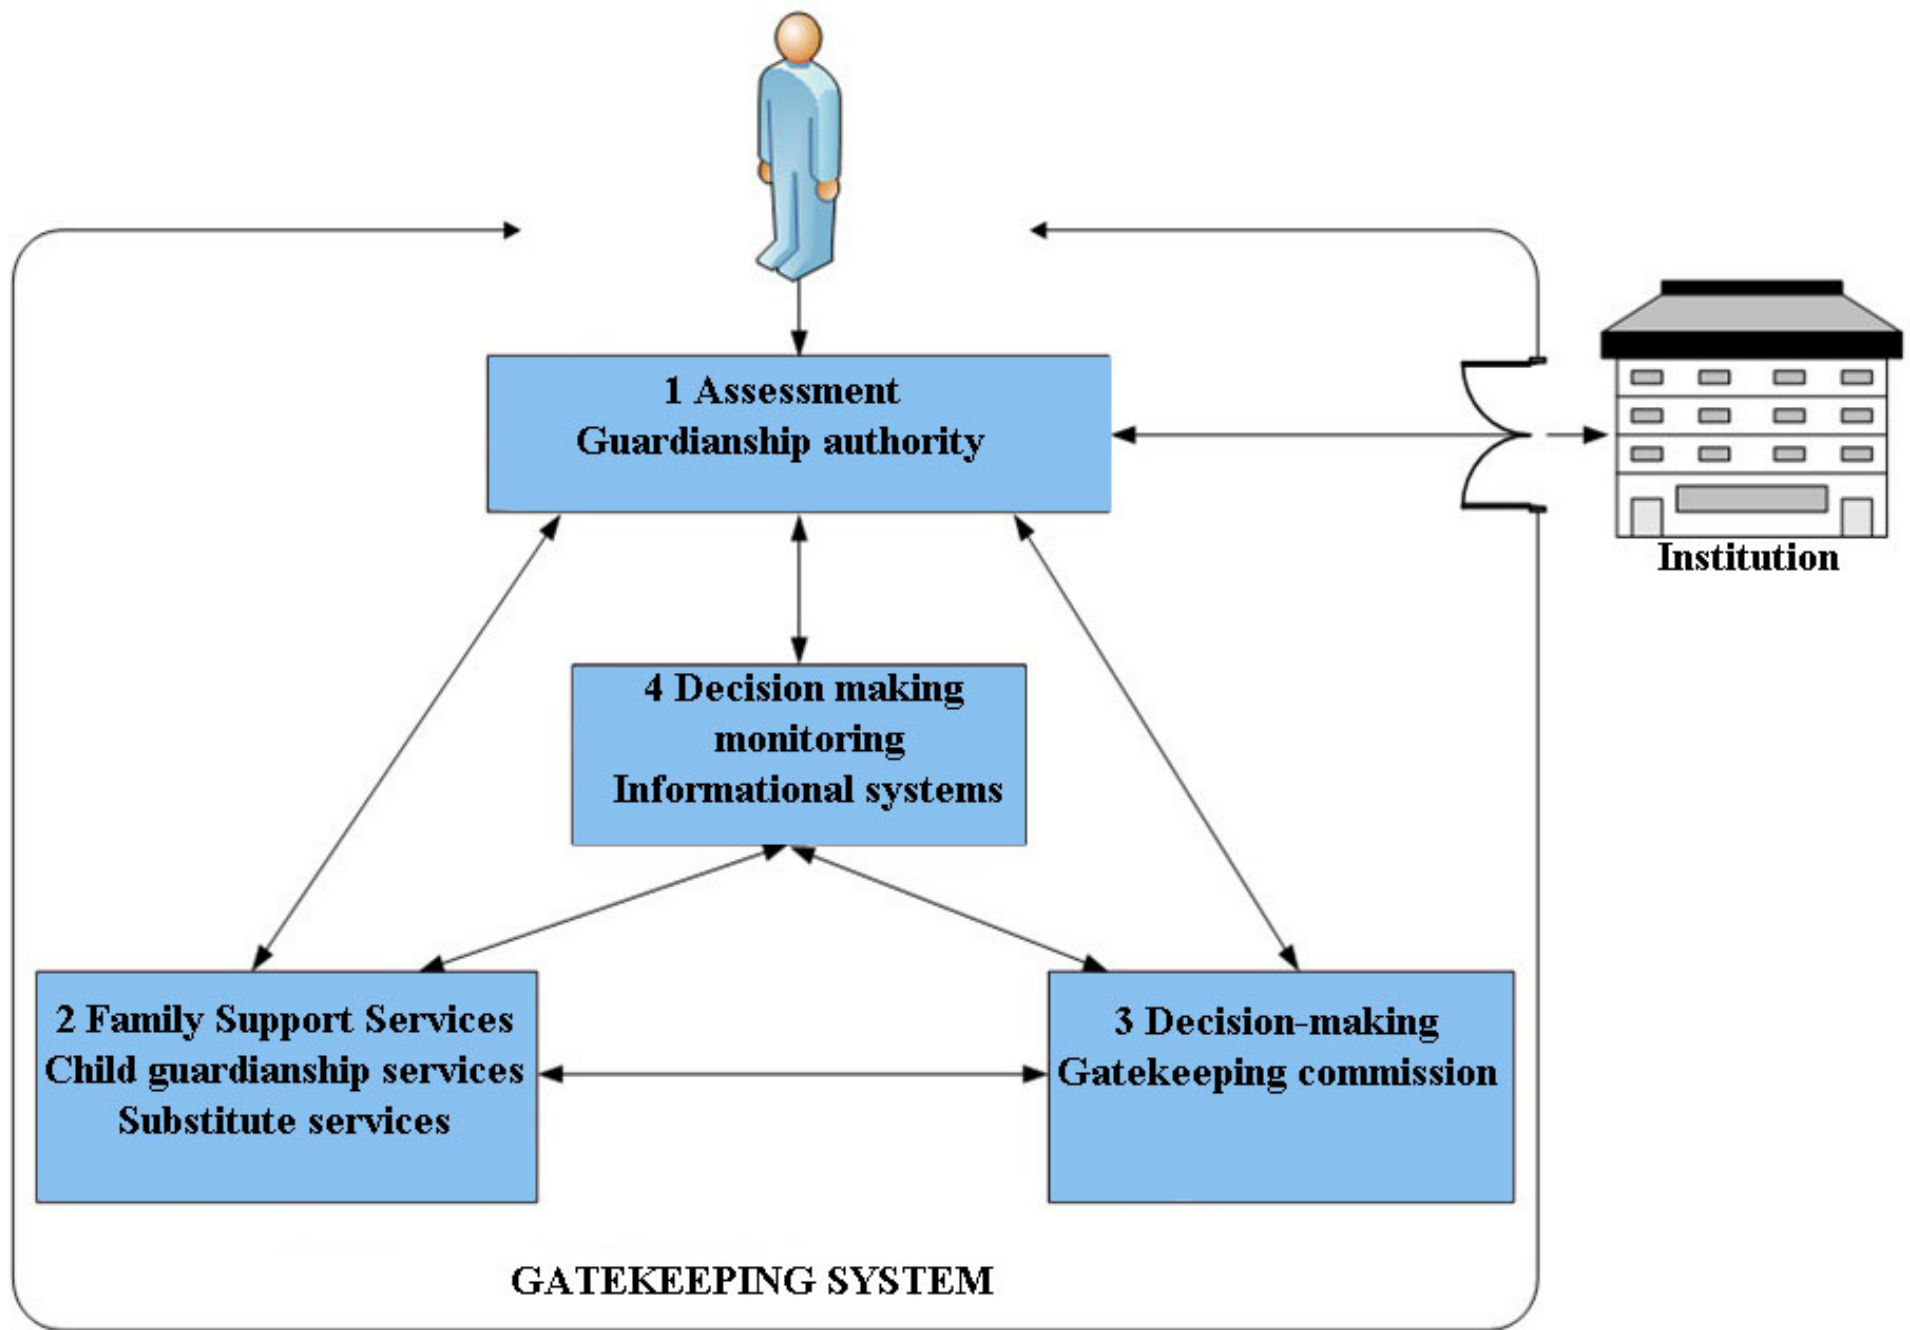 1 Assessment
Guardianship authority
Institution
4 Decision making
monitoring
Informational systems
2 Family Support Services
Child guardianship services
Substitute services
3 Decision-making
Gatekeeping commission
GATEKEEPING SYSTEM